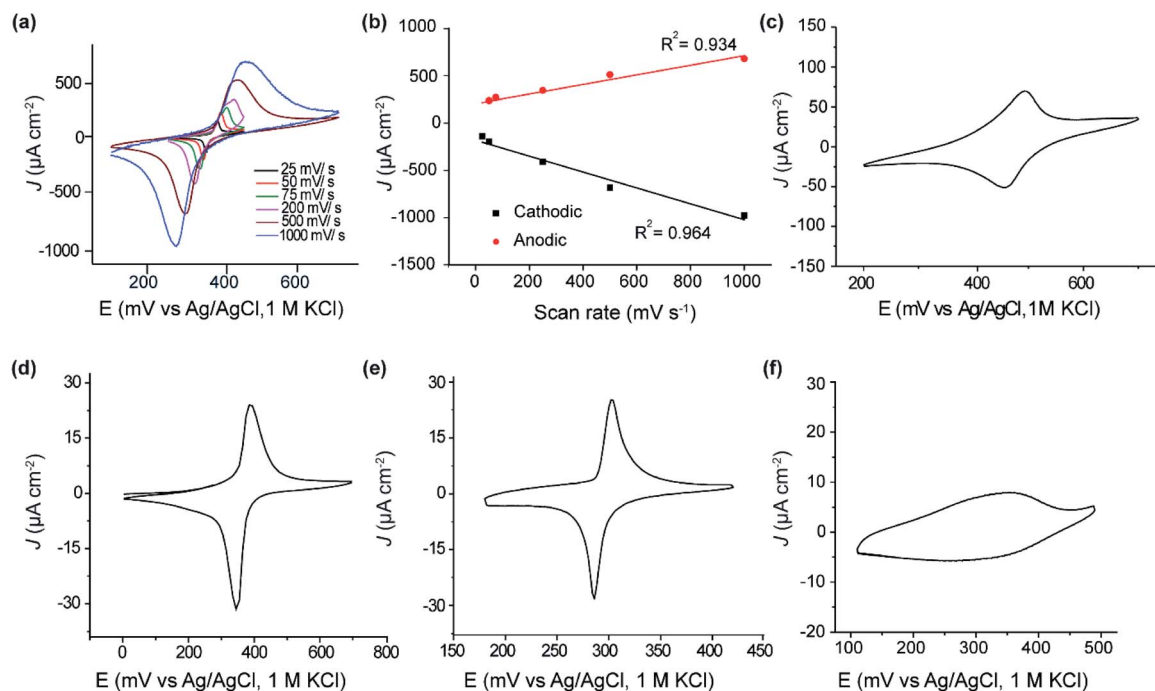 (a)
J (µA cm-2)
500
0
-500
-1000
25 mV/ s
50 mV/ s
75 mV/ s
200 mV/ s
500 mV/ s
1000 mV/ s
200 400 600
E (mV vs Ag/AgCl,1 M KCl)
(b)
J (µA cm-2)
1000
500
0
-500
-1000
-1500
R2= 0.934
Cathodic
Anodic
R2= 0.964
0 200 400 600 800 1000
Scan rate (mV s-1)
(c)
J (µA cm-2)
150
100
50
0
-50
-100
-150
200 400 600
E (mV vs Ag/AgCl,1M KCl)
(d)
J (µA cm-2)
30
15
0
-15
-30
0 200 400 600 800
E (mV vs Ag/AgCl, 1 M KCl)
(e)
J (µA cm-2)
30
15
0
-15
-30
150 200 250 300 350 400 450
E (mV vs Ag/AgCl, 1 M KCl)
(f)
J (µA cm-2)
30
20
10
0
-10
-20
100 200 300 400 500
E (mV vs Ag/AgCl, 1 M KCl)